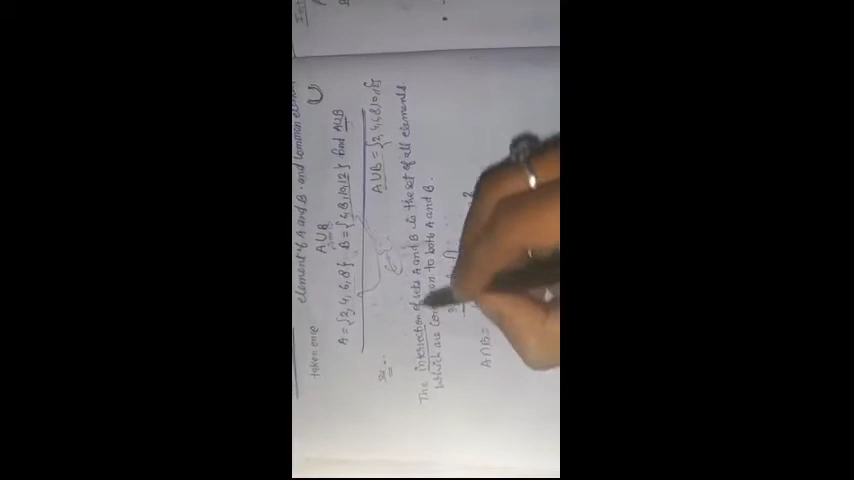 element of A and B. and common element
taken once
A∪B
∪
A = {2, 4, 6, 8} B = {4, 8, 10, 12} find A∪B
A∪B = {2, 4, 6, 8, 10, 12}
The intersection of sets A and B is the set of all elements
which are common to both A and B.
A∩B =